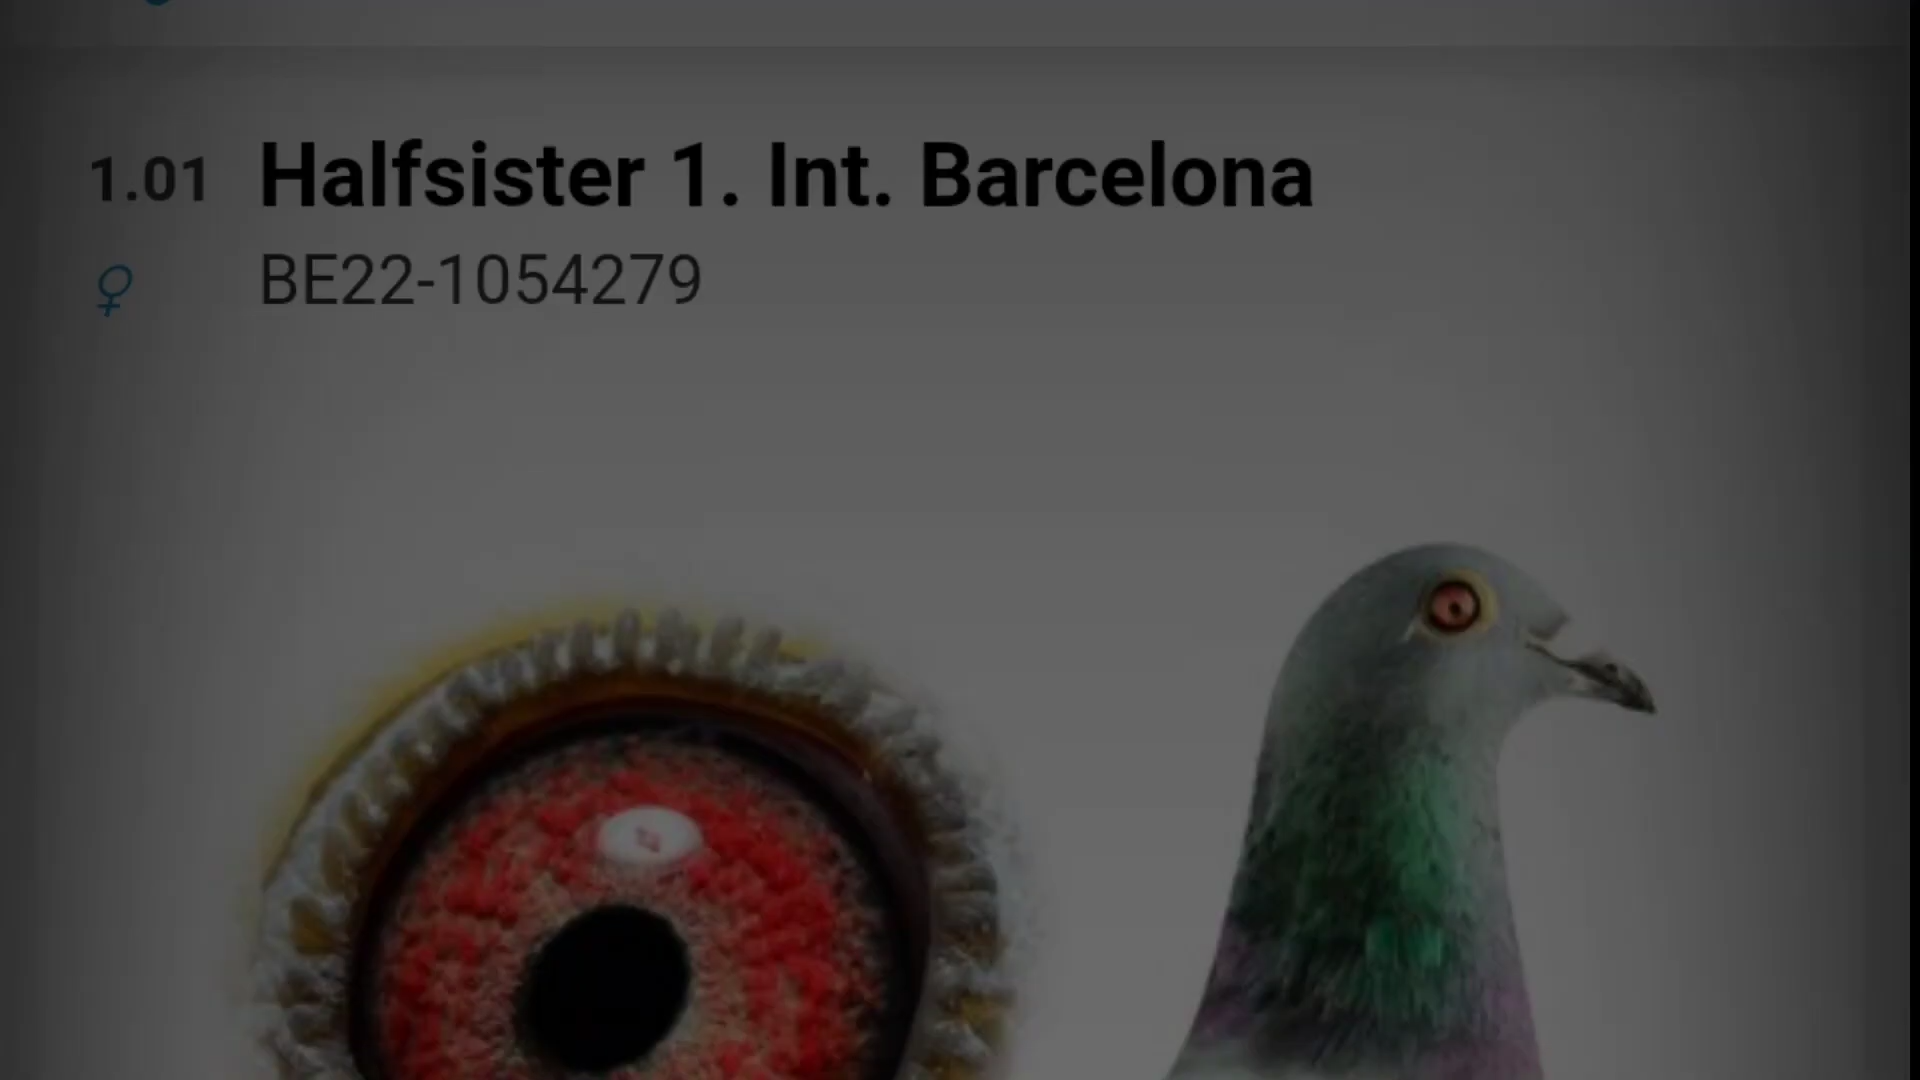 1.01 Halfsister 1. Int. Barcelona
♀ BE22-1054279